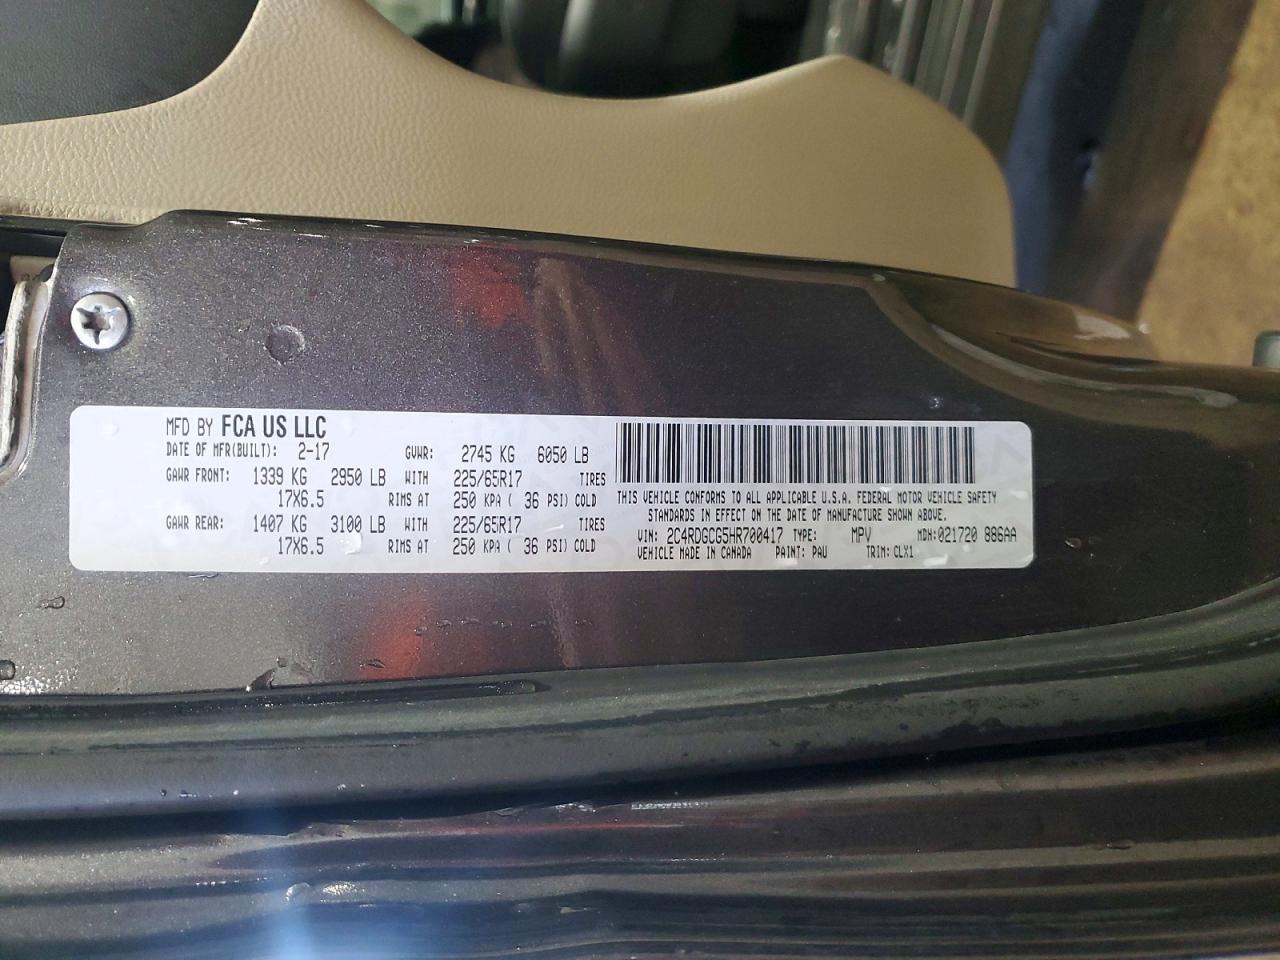 MFD BY FCA US LLC
DATE OF MFR(BUILT): 2-17 GVWR: 2745 KG 6050 LB
GAWR FRONT: 1339 KG 2950 LB WITH 225/65R17 TIRES
17X6.5 RIMS AT 250 KPA ( 36 PSI) COLD
GAWR REAR: 1407 KG 3100 LB WITH 225/65R17 TIRES
17X6.5 RIMS AT 250 KPA ( 36 PSI) COLD
THIS VEHICLE CONFORMS TO ALL APPLICABLE U.S.A. FEDERAL MOTOR VEHICLE SAFETY
STANDARDS IN EFFECT ON THE DATE OF MANUFACTURE SHOWN ABOVE.
VIN: 2C4RDGCG5HR700417 TYPE: MPV MDH:021720 886AA
VEHICLE MADE IN CANADA PAINT: PAU TRIM: CLX1